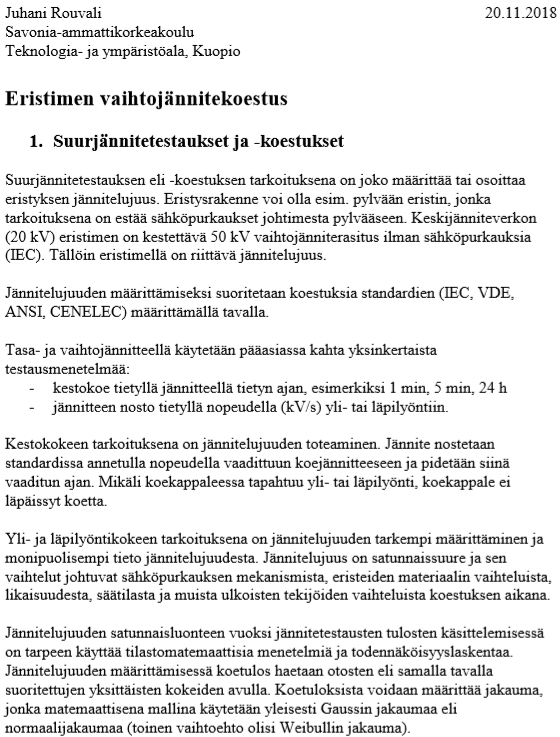 Juhani Rouvali 20.11.2018
Savonia-ammattikorkeakoulu
Teknologia- ja ympäristöala, Kuopio
Eristimen vaihtojännitekoestus
1. Suurjännitetestaukset ja -koestukset
Suurjännitetestauksen eli -koestuksen tarkoituksena on joko määrittää tai osoittaa
eristyksen jännitelujuus. Eristysrakenne voi olla esim. pylvään eristin, jonka
tarkoituksena on estää sähköpurkaukset johtimesta pylvääseen. Keskijänniteverkon
(20 kV) eristimen on kestettävä 50 kV vaihtojänniterasitus ilman sähköpurkauksia
(IEC). Tällöin eristimellä on riittävä jännitelujuus.
Jännitelujuuden määrittämiseksi suoritetaan koestuksia standardien (IEC, VDE,
ANSI, CENELEC) määrittämällä tavalla.
Tasa- ja vaihtojännitteellä käytetään pääasiassa kahta yksinkertaista
testausmenetelmää:
- kestokoe tietyllä jännitteellä tietyn ajan, esimerkiksi 1 min, 5 min, 24 h
- jännitteen nosto tietyllä nopeudella (kV/s) yli- tai läpilyöntiin.
Kestokokeen tarkoituksena on jännitelujuuden toteaminen. Jännite nostetaan
standardissa annetulla nopeudella vaadittuun koejännitteeseen ja pidetään siinä
vaaditun ajan. Mikäli koekappaleessa tapahtuu yli- tai läpilyönti, koekappale ei
läpäissyt koetta.
Yli- ja läpilyöntikokeen tarkoituksena on jännitelujuuden tarkempi määrittäminen ja
monipuolisempi tieto jännitelujuudesta. Jännitelujuus on satunnaissuure ja sen
vaihtelut johtuvat sähköpurkauksen mekanismista, eristeiden materiaalin vaihteluista,
likaisuudesta, säätilasta ja muista ulkoisten tekijöiden vaihteluista koestuksen aikana.
Jännitelujuuden satunnaisluonteen vuoksi jännitetestausten tulosten käsittelemisessä
on tarpeen käyttää tilastomatemaattisia menetelmiä ja todennäköisyyslaskentaa.
Jännitelujuuden määrittämisessä koetulos haetaan otosten eli samalla tavalla
suoritettujen yksittäisten kokeiden avulla. Koetuloksista voidaan määrittää jakauma,
jonka matemaattisena mallina käytetään yleisesti Gaussin jakaumaa eli
normaalijakaumaa (toinen vaihtoehto olisi Weibullin jakauma).